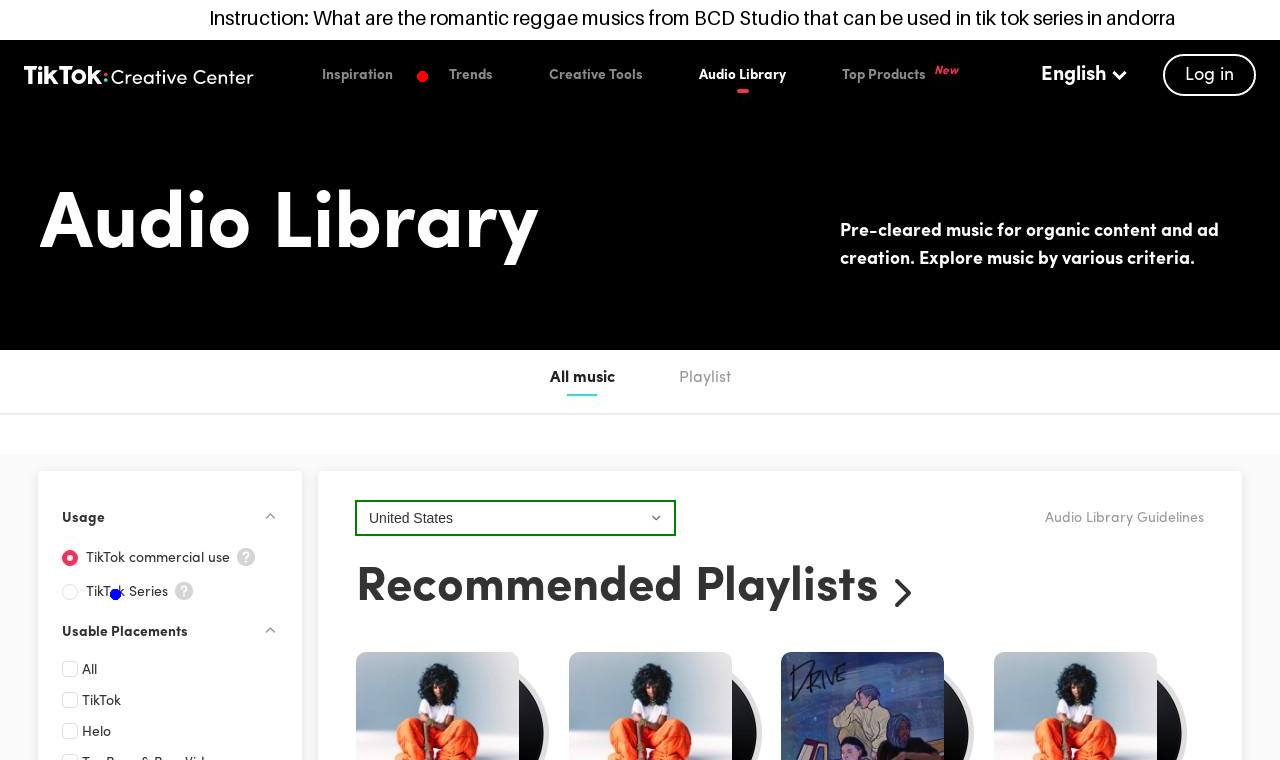 Instruction: What are the romantic reggae musics from BCD Studio that can be used in tik tok series in andorra
TikTok: Creative Center
Inspiration
Trends
Creative Tools
Audio Library
Top Products New
English
Log in
Audio Library
Pre-cleared music for organic content and ad
creation. Explore music by various criteria.
All music
Playlist
Usage
TikTok commercial use ?
TikTok Series ?
Usable Placements
All
TikTok
Helo
United States
Audio Library Guidelines
Recommended Playlists
DRIVE